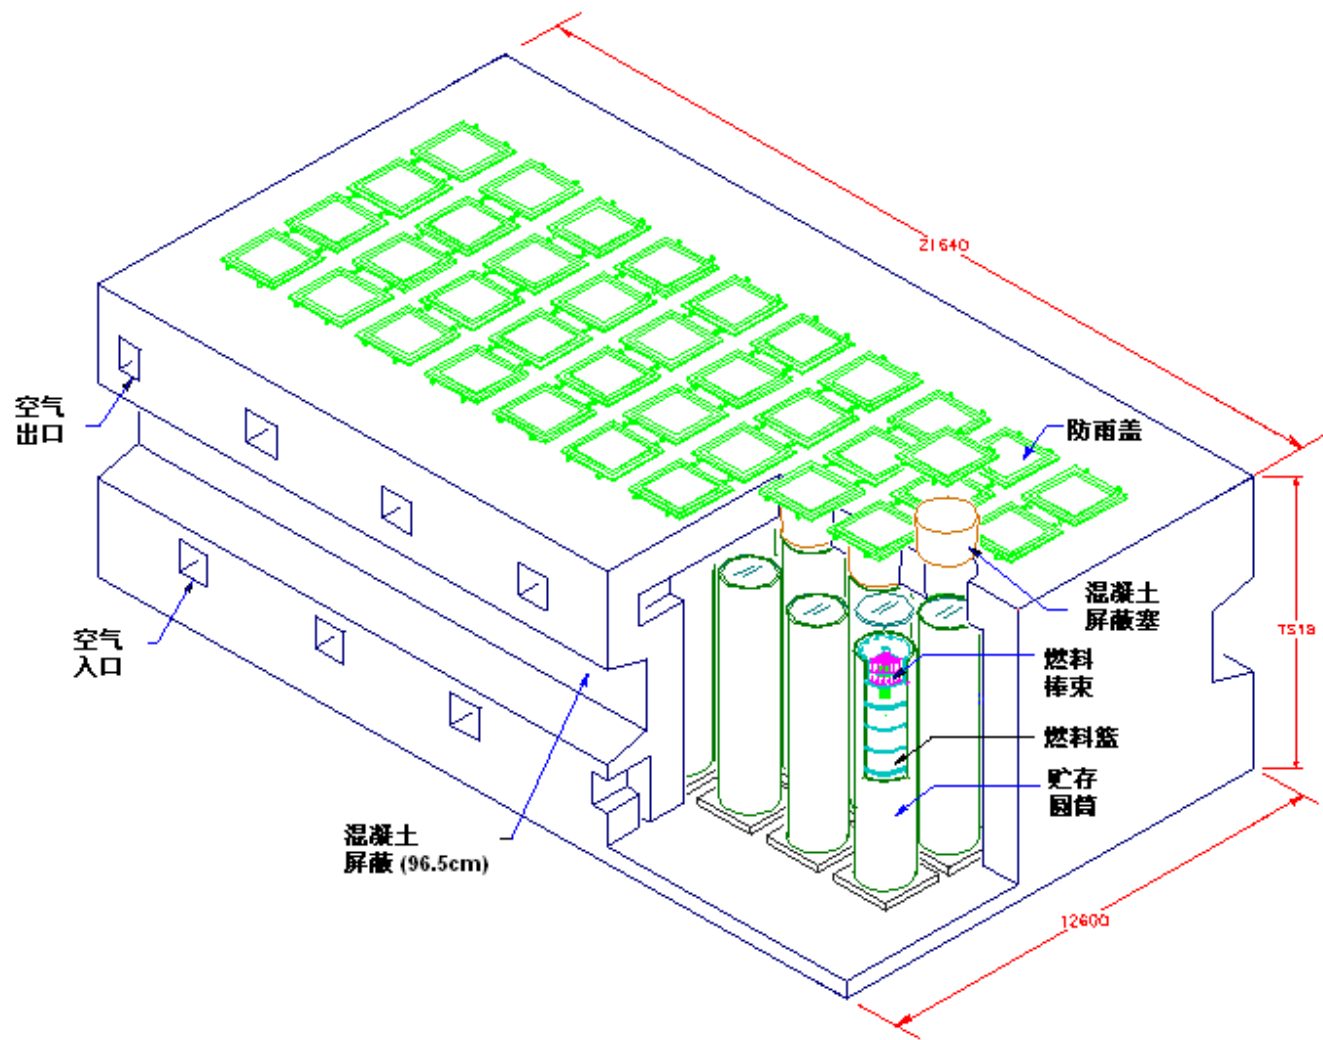 21640
防雨盖
空气
出口
混凝土
屏蔽塞
空气
入口
燃料
棒束
燃料篮
贮存
圆筒
混凝土
屏蔽 (96.5cm)
12600